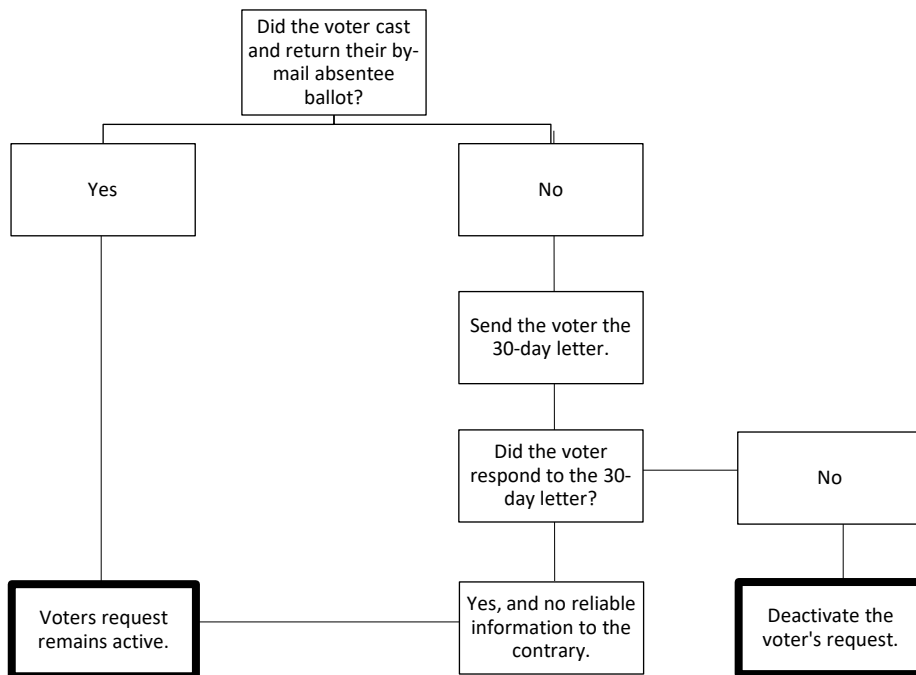 Did the voter cast
and return their by-
mail absentee
ballot?
Yes
No
Send the voter the
30-day letter.
Did the voter
respond to the 30-
day letter?
No
Voters request
remains active.
Yes, and no reliable
information to the
contrary.
Deactivate the
voter's request.